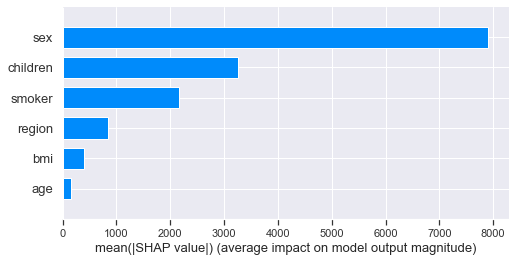 sex
children
smoker
region
bmi
age
0 1000 2000 3000 4000 5000 6000 7000 8000
mean(|SHAP value|) (average impact on model output magnitude)